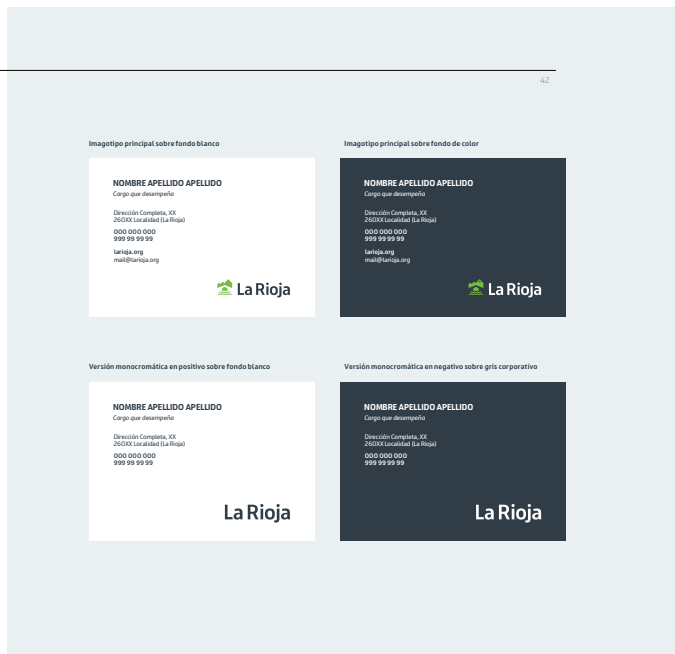 42
Imagotipo principal sobre fondo blanco
NOMBRE APELLIDO APELLIDO
Cargo que desempeña
Dirección Completa, XX
260XX Localidad (La Rioja)
000 000 000
999 99 99 99
larioja.org
mail@larioja.org
La Rioja
Imagotipo principal sobre fondo de color
NOMBRE APELLIDO APELLIDO
Cargo que desempeña
Dirección Completa, XX
260XX Localidad (La Rioja)
000 000 000
999 99 99 99
larioja.org
mail@larioja.org
La Rioja
Versión monocromática en positivo sobre fondo blanco
NOMBRE APELLIDO APELLIDO
Cargo que desempeña
Dirección Completa, XX
260XX Localidad (La Rioja)
000 000 000
999 99 99 99
La Rioja
Versión monocromática en negativo sobre gris corporativo
NOMBRE APELLIDO APELLIDO
Cargo que desempeña
Dirección Completa, XX
260XX Localidad (La Rioja)
000 000 000
999 99 99 99
La Rioja